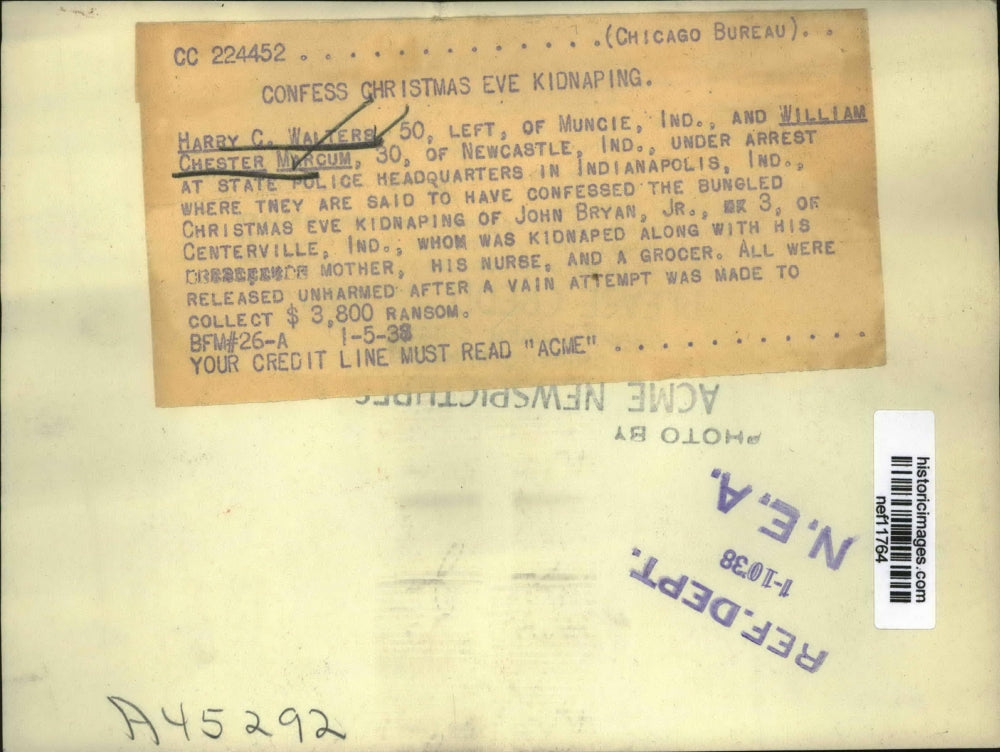 CC 224452 . . . . . . . . . . . . . (CHICAGO BUREAU). .
CONFESS CHRISTMAS EVE KIDNAPING.
HARRY C. WALTERS, 50, LEFT, OF MUNCIE, IND., AND WILLIAM
CHESTER MARCUM, 30, OF NEWCASTLE, IND., UNDER ARREST
AT STATE POLICE HEADQUARTERS IN INDIANAPOLIS, IND.,
WHERE TNEY ARE SAID TO HAVE CONFESSED THE BUNGLED
CHRISTMAS EVE KIDNAPING OF JOHN BRYAN, JR., 3, OF
CENTERVILLE, IND., WHOM WAS KIDNAPED ALONG WITH HIS
MOTHER, HIS NURSE, AND A GROCER. ALL WERE
RELEASED UNHARMED AFTER A VAIN ATTEMPT WAS MADE TO
COLLECT $ 3,800 RANSOM.
BFM#26-A 1-5-38
YOUR CREDIT LINE MUST READ "ACME" . . . . . . . . . . .
PHOTO BY
ACME NEWSPICTURES
REF. DEPT.
1-10-38
N.E.A.
historicimages.com
nef11764
A45292